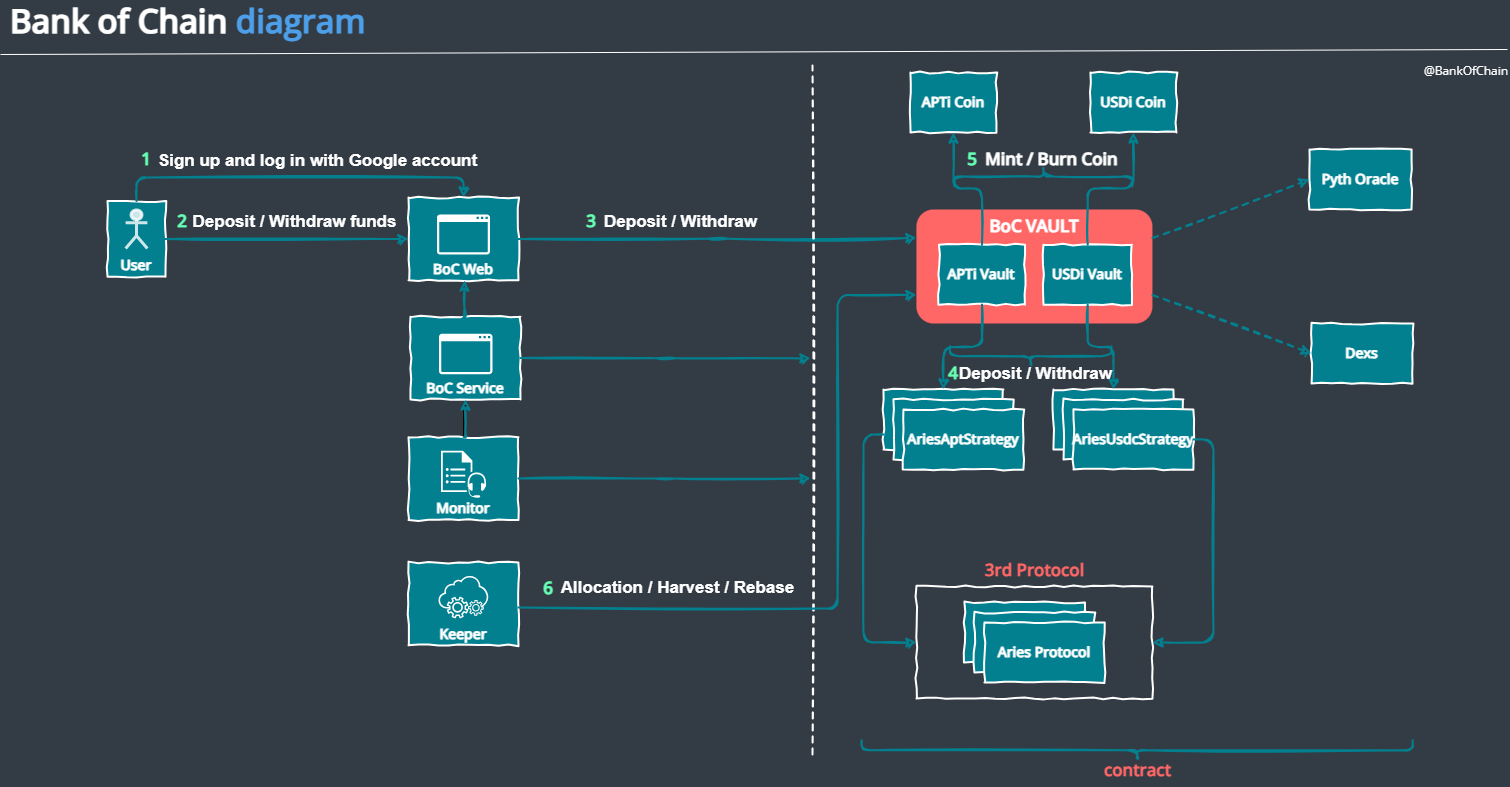 Bank of Chain diagram
@BankOfChain
1 Sign up and log in with Google account
User
2 Deposit / Withdraw funds
BoC Web
3 Deposit / Withdraw
BoC Service
Monitor
Keeper
6 Allocation / Harvest / Rebase
APTi Coin
USDi Coin
5 Mint / Burn Coin
BoC VAULT
APTi Vault
USDi Vault
Pyth Oracle
Dexs
4Deposit / Withdraw
AriesAptStrategy
AriesUsdcStrategy
3rd Protocol
Aries Protocol
contract